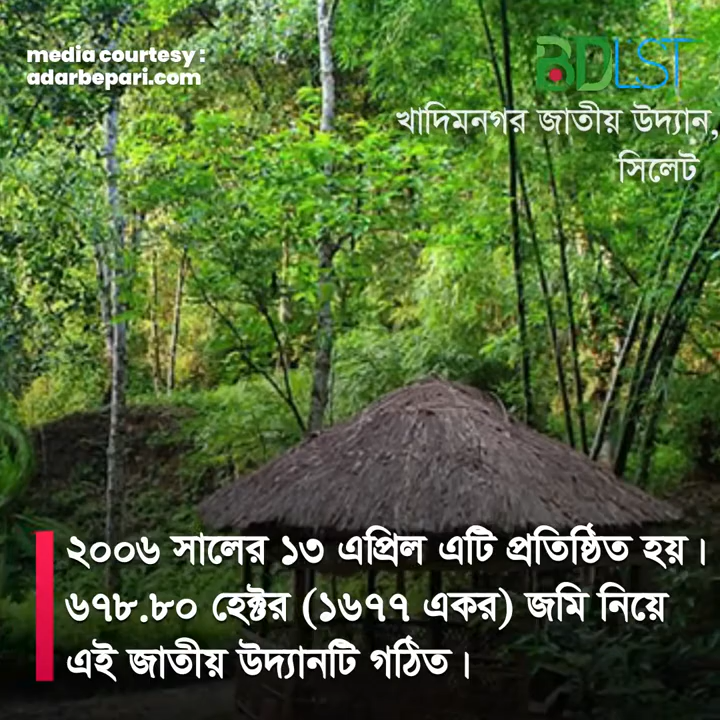 media courtesy :
adarbepari.com
BDLST
খাদিমনগর জাতীয় উদ্যান,
সিলেট
২০০৬ সালের ১৩ এপ্রিল এটি প্রতিষ্ঠিত হয়।
৬৭৮.৮০ হেক্টর (১৬৭৭ একর) জমি নিয়ে
এই জাতীয় উদ্যানটি গঠিত।